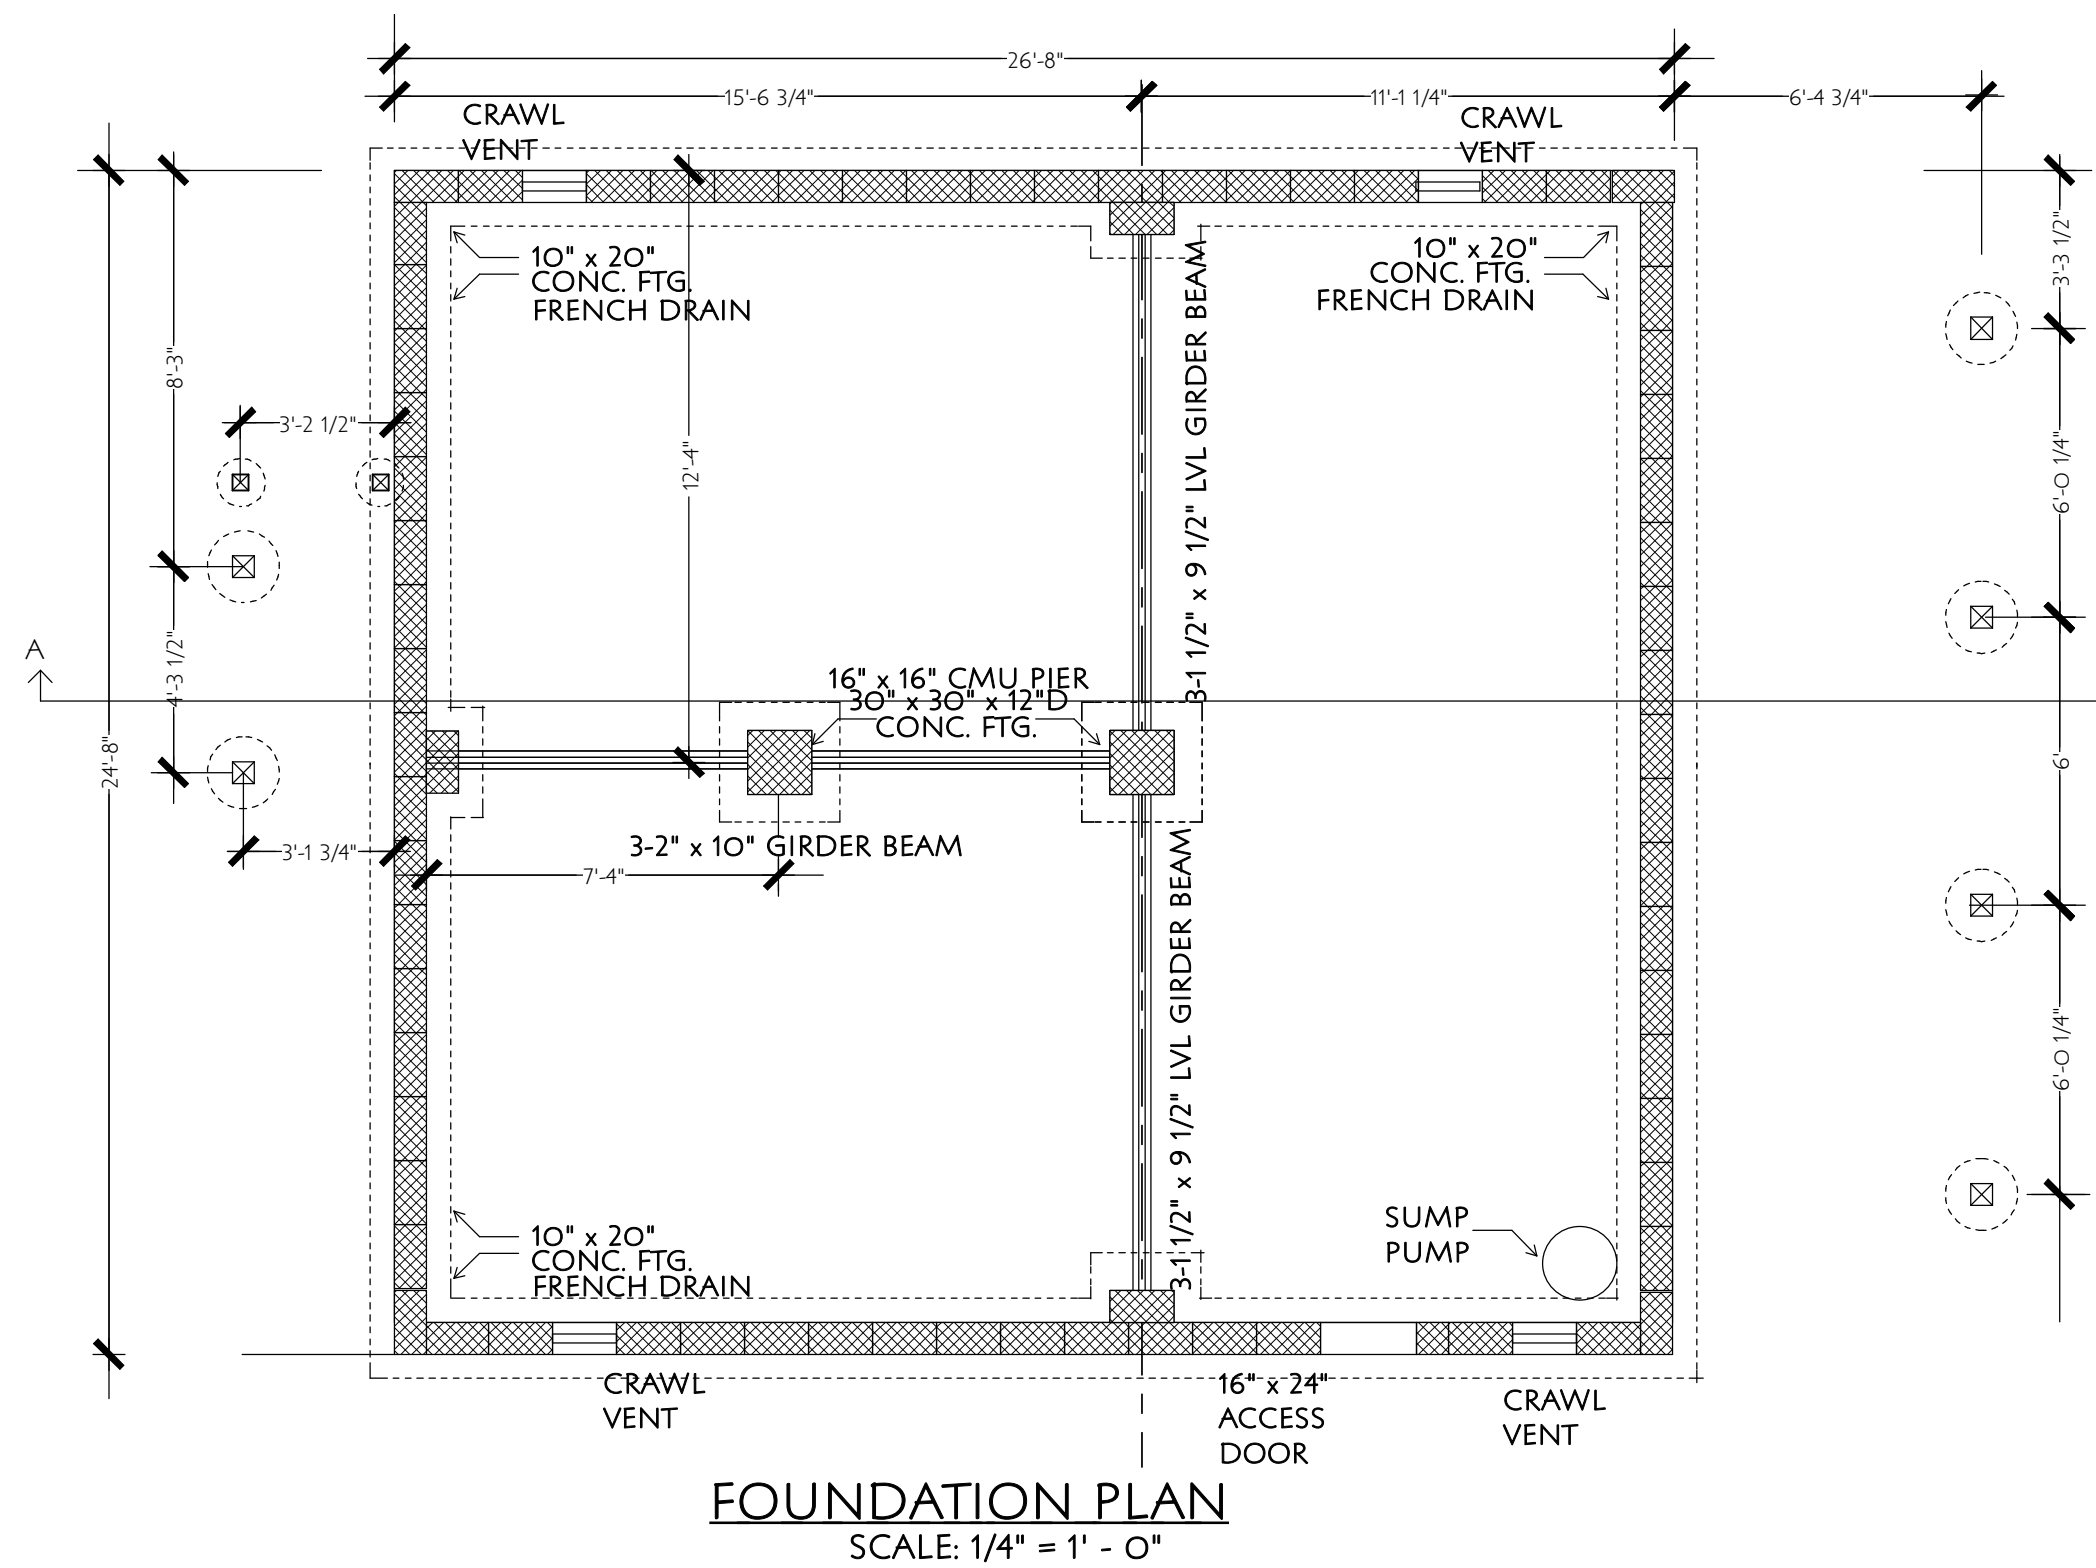 26'-8"
15'-6 3/4"
11'-1 1/4"
6'-4 3/4"
CRAWL
VENT
CRAWL
VENT
10" x 20"
CONC. FTG.
FRENCH DRAIN
10" x 20"
CONC. FTG.
FRENCH DRAIN
3'-3 1/2"
8'-3"
3'-2 1/2"
12'-4"
3-1 1/2" x 9 1/2" LVL GIRDER BEAM
6'-0 1/4"
A
4'-3 1/2"
16" x 16" CMU PIER
30" x 30" x 12"D
CONC. FTG.
24'-8"
6'
3'-1 3/4"
3-2" x 10" GIRDER BEAM
7'-4"
3-1 1/2" x 9 1/2" LVL GIRDER BEAM
6'-0 1/4"
10" x 20"
CONC. FTG.
FRENCH DRAIN
SUMP
PUMP
CRAWL
VENT
16" x 24"
ACCESS
DOOR
CRAWL
VENT
FOUNDATION PLAN
SCALE: 1/4" = 1' - 0"